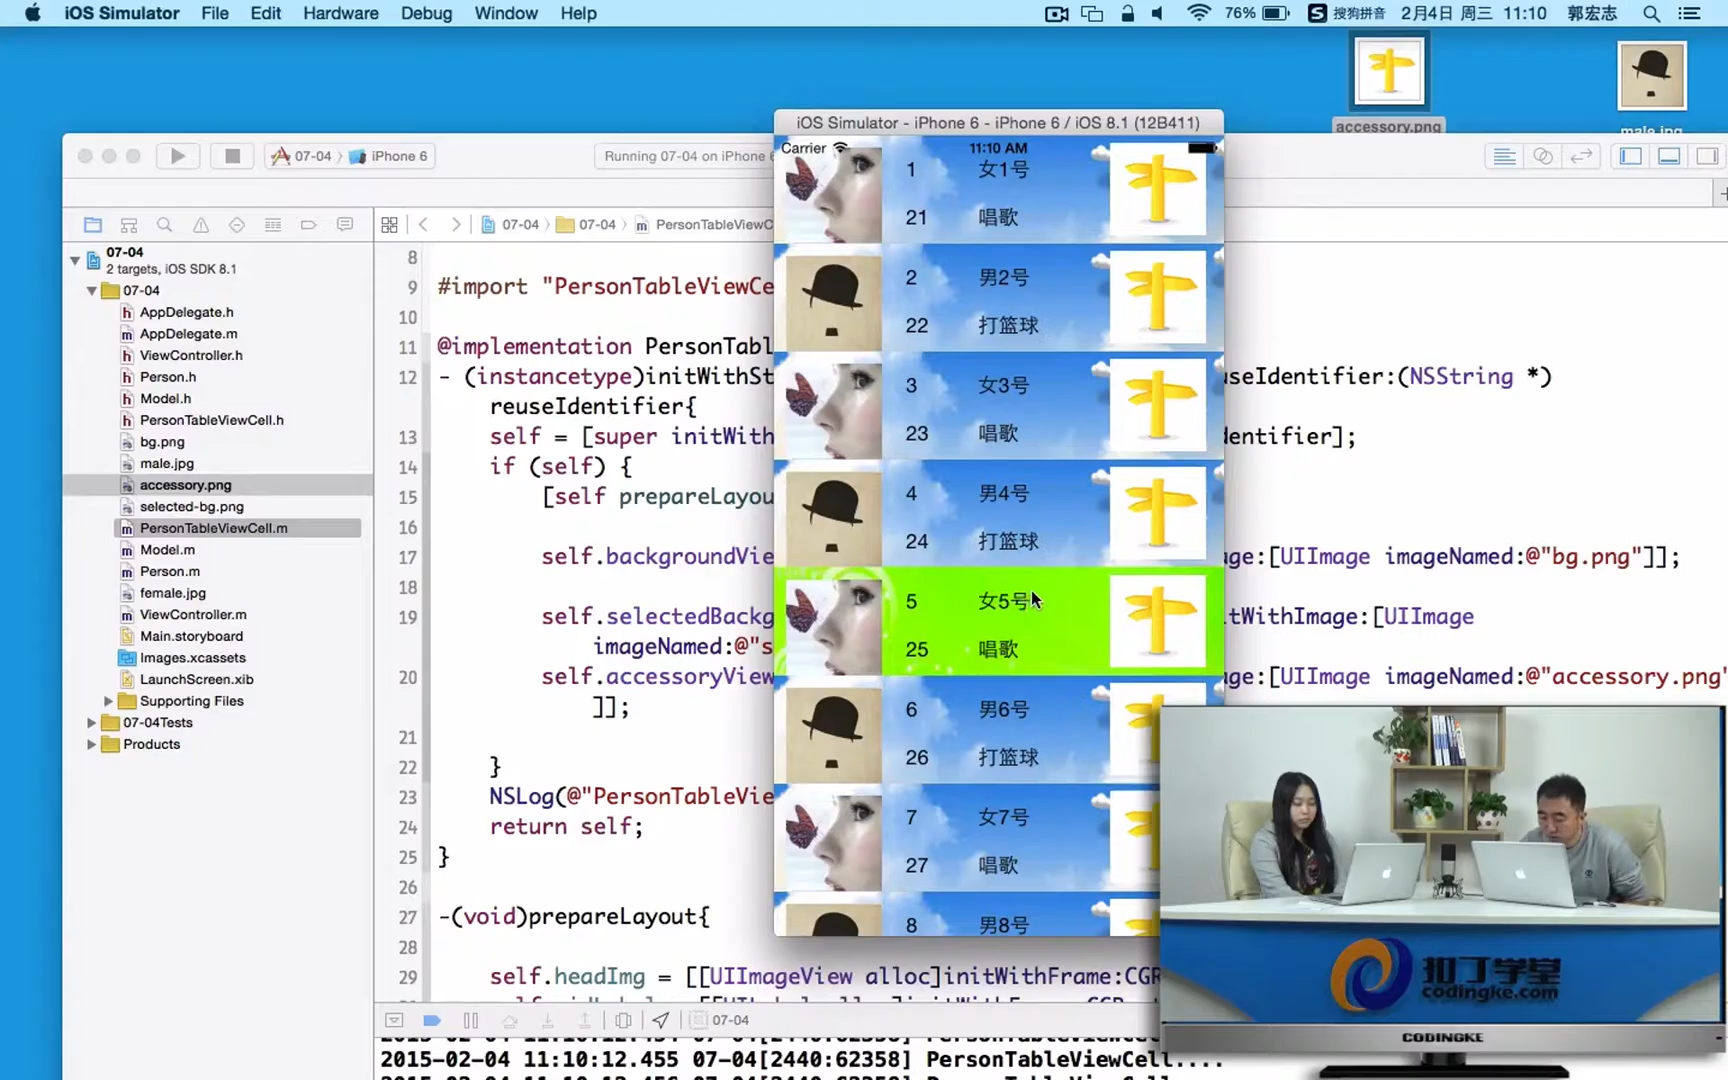 iOS Simulator File Edit Hardware Debug Window Help
76% 搜狗拼音 2月4日 周三 11:10 郭宏志
accessory.png
male.jpg
iOS Simulator - iPhone 6 - iPhone 6 / iOS 8.1 (12B411)
07-04 iPhone 6
Running 07-04 on iPhone 6
07-04 07-04 PersonTableViewC
07-04
2 targets, iOS SDK 8.1
07-04
AppDelegate.h
AppDelegate.m
ViewController.h
Person.h
Model.h
PersonTableViewCell.h
bg.png
male.jpg
accessory.png
selected-bg.png
PersonTableViewCell.m
Model.m
Person.m
female.jpg
ViewController.m
Main.storyboard
Images.xcassets
LaunchScreen.xib
Supporting Files
07-04Tests
Products
8
9 #import "PersonTableViewCe
10
11 @implementation PersonTabl
12 - (instancetype)initWithSt useIdentifier:(NSString *)
reuseIdentifier{
13 self = [super initWith dentifier];
14 if (self) {
15 [self prepareLayou
16
17 self.backgroundVie ge:[UIImage imageNamed:@"bg.png"]];
18
19 self.selectedBackg tWithImage:[UIImage
imageNamed:@"s
20 self.accessoryView ge:[UIImage imageNamed:@"accessory.png"
]];
21
22 }
23 NSLog(@"PersonTableVie
24 return self;
25 }
26
27 -(void)prepareLayout{
28
29 self.headImg = [[UIImageView alloc]initWithFrame:CGR
Carrier 11:10 AM
1 女1号
21 唱歌
2 男2号
22 打篮球
3 女3号
23 唱歌
4 男4号
24 打篮球
5 女5号
25 唱歌
6 男6号
26 打篮球
7 女7号
27 唱歌
8 男8号
07-04
2015-02-04 11:10:12.455 07-04[2440:62358] PersonTableViewCell....
扣丁学堂
codingke.com
CODINGKE